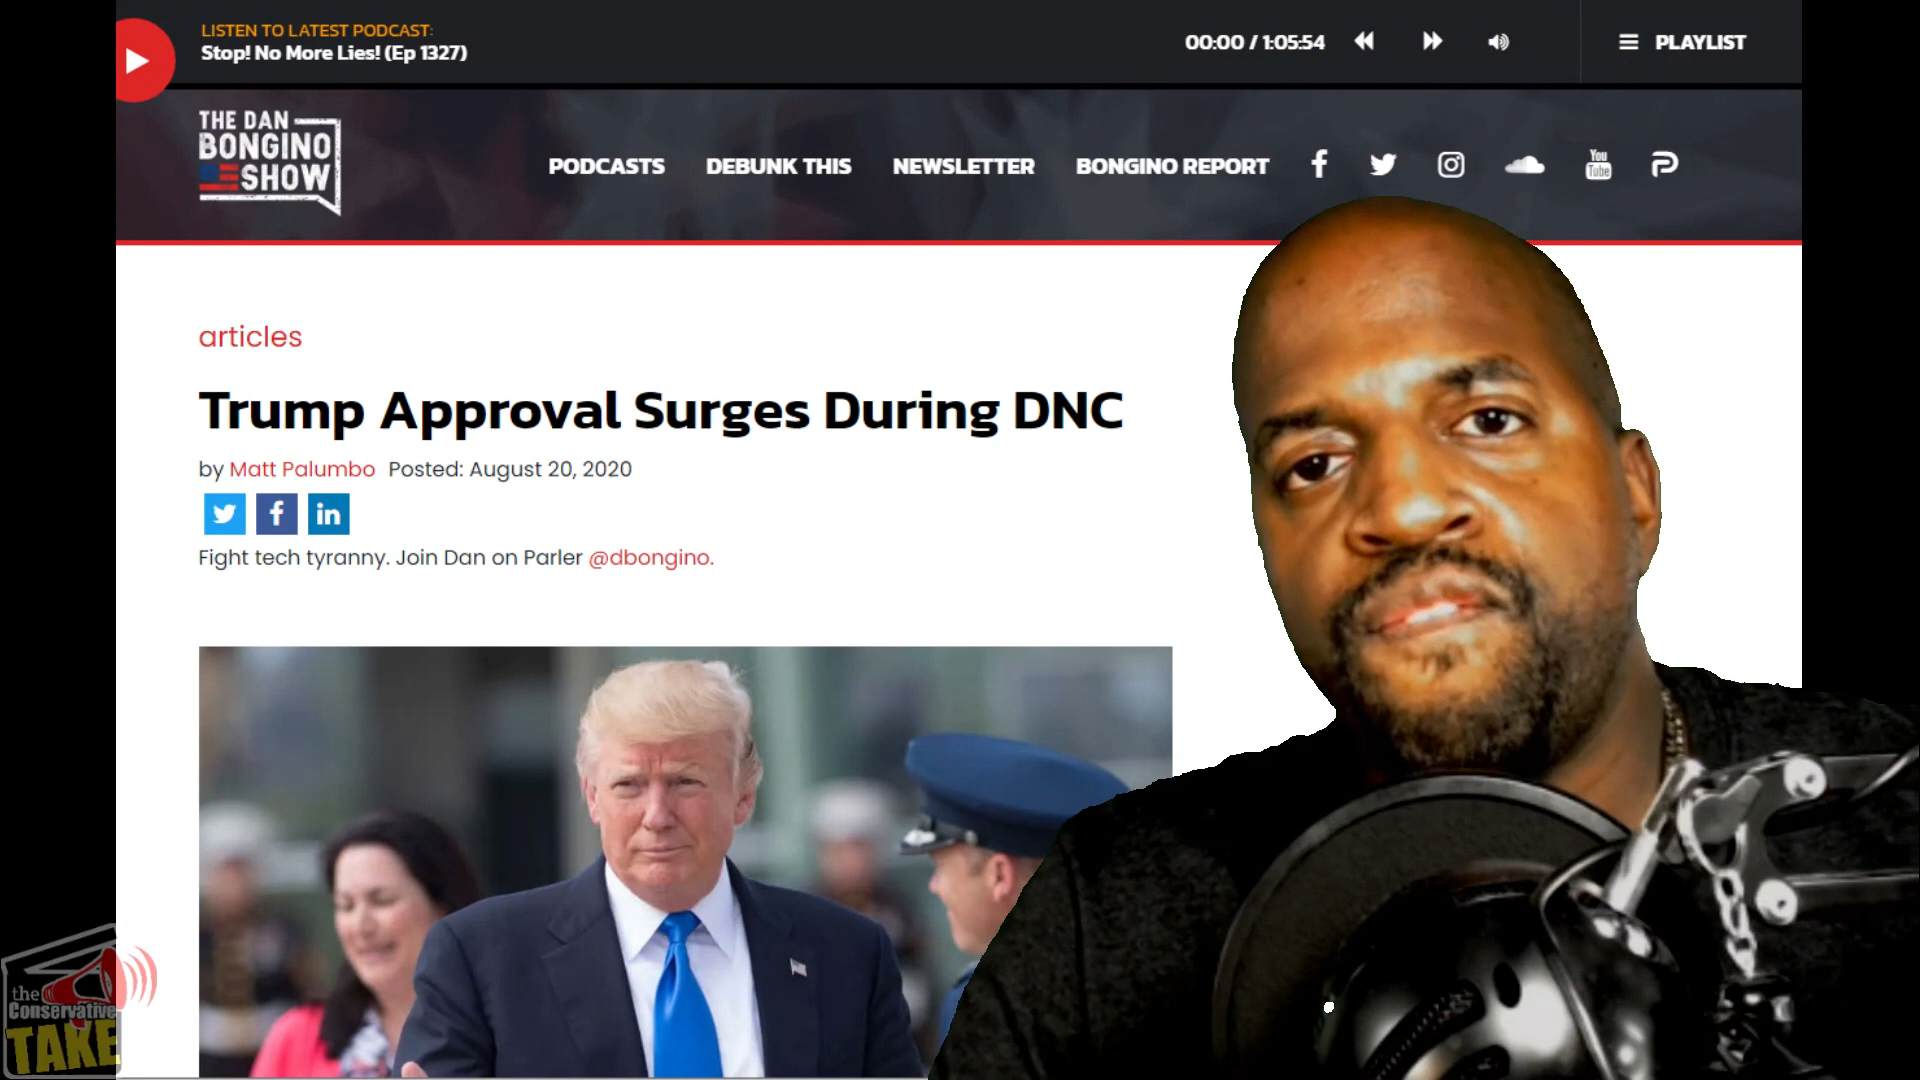 LISTEN TO LATEST PODCAST:
Stop! No More Lies! (Ep 1327)
00:00 / 1:05:54
PLAYLIST
THE DAN
BONGINO
SHOW
PODCASTS
DEBUNK THIS
NEWSLETTER
BONGINO REPORT
You
Tube
articles
Trump Approval Surges During DNC
by Matt Palumbo Posted: August 20, 2020
Fight tech tyranny. Join Dan on Parler @dbongino.
the
Conservative
TAKE